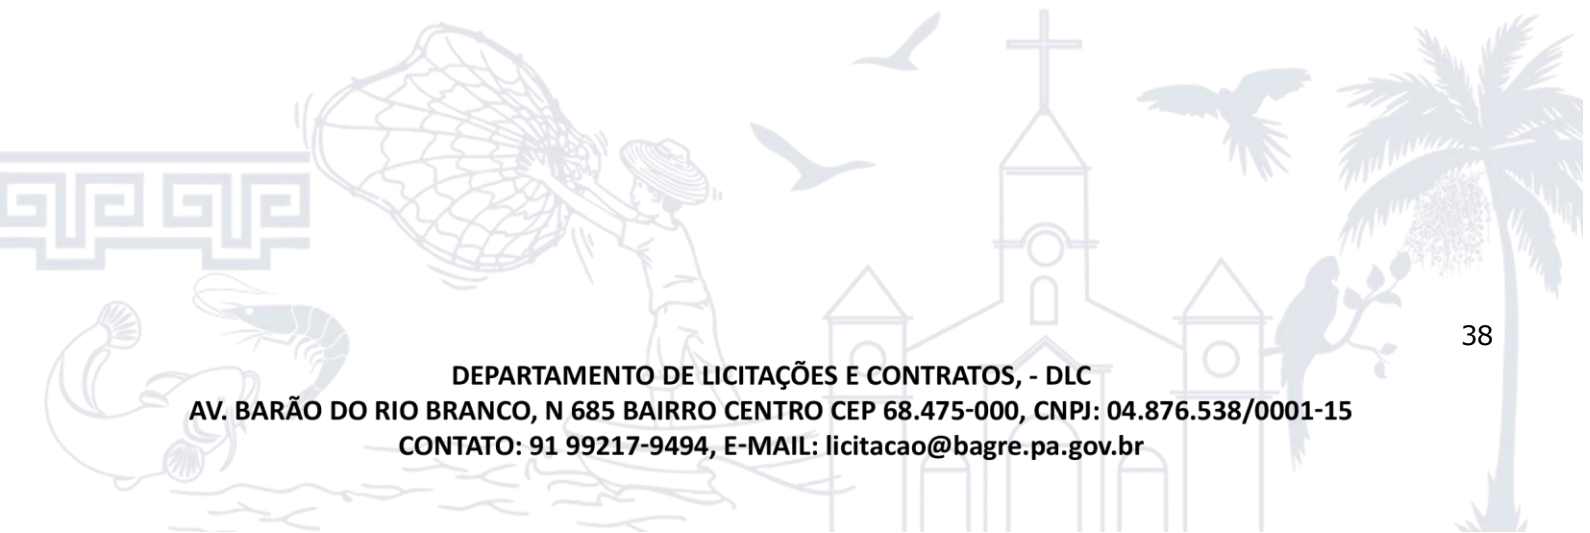 38
DEPARTAMENTO DE LICITAÇÕES E CONTRATOS, - DLC
AV. BARÃO DO RIO BRANCO, N 685 BAIRRO CENTRO CEP 68.475-000, CNPJ: 04.876.538/0001-15
CONTATO: 91 99217-9494, E-MAIL: licitacao@bagre.pa.gov.br